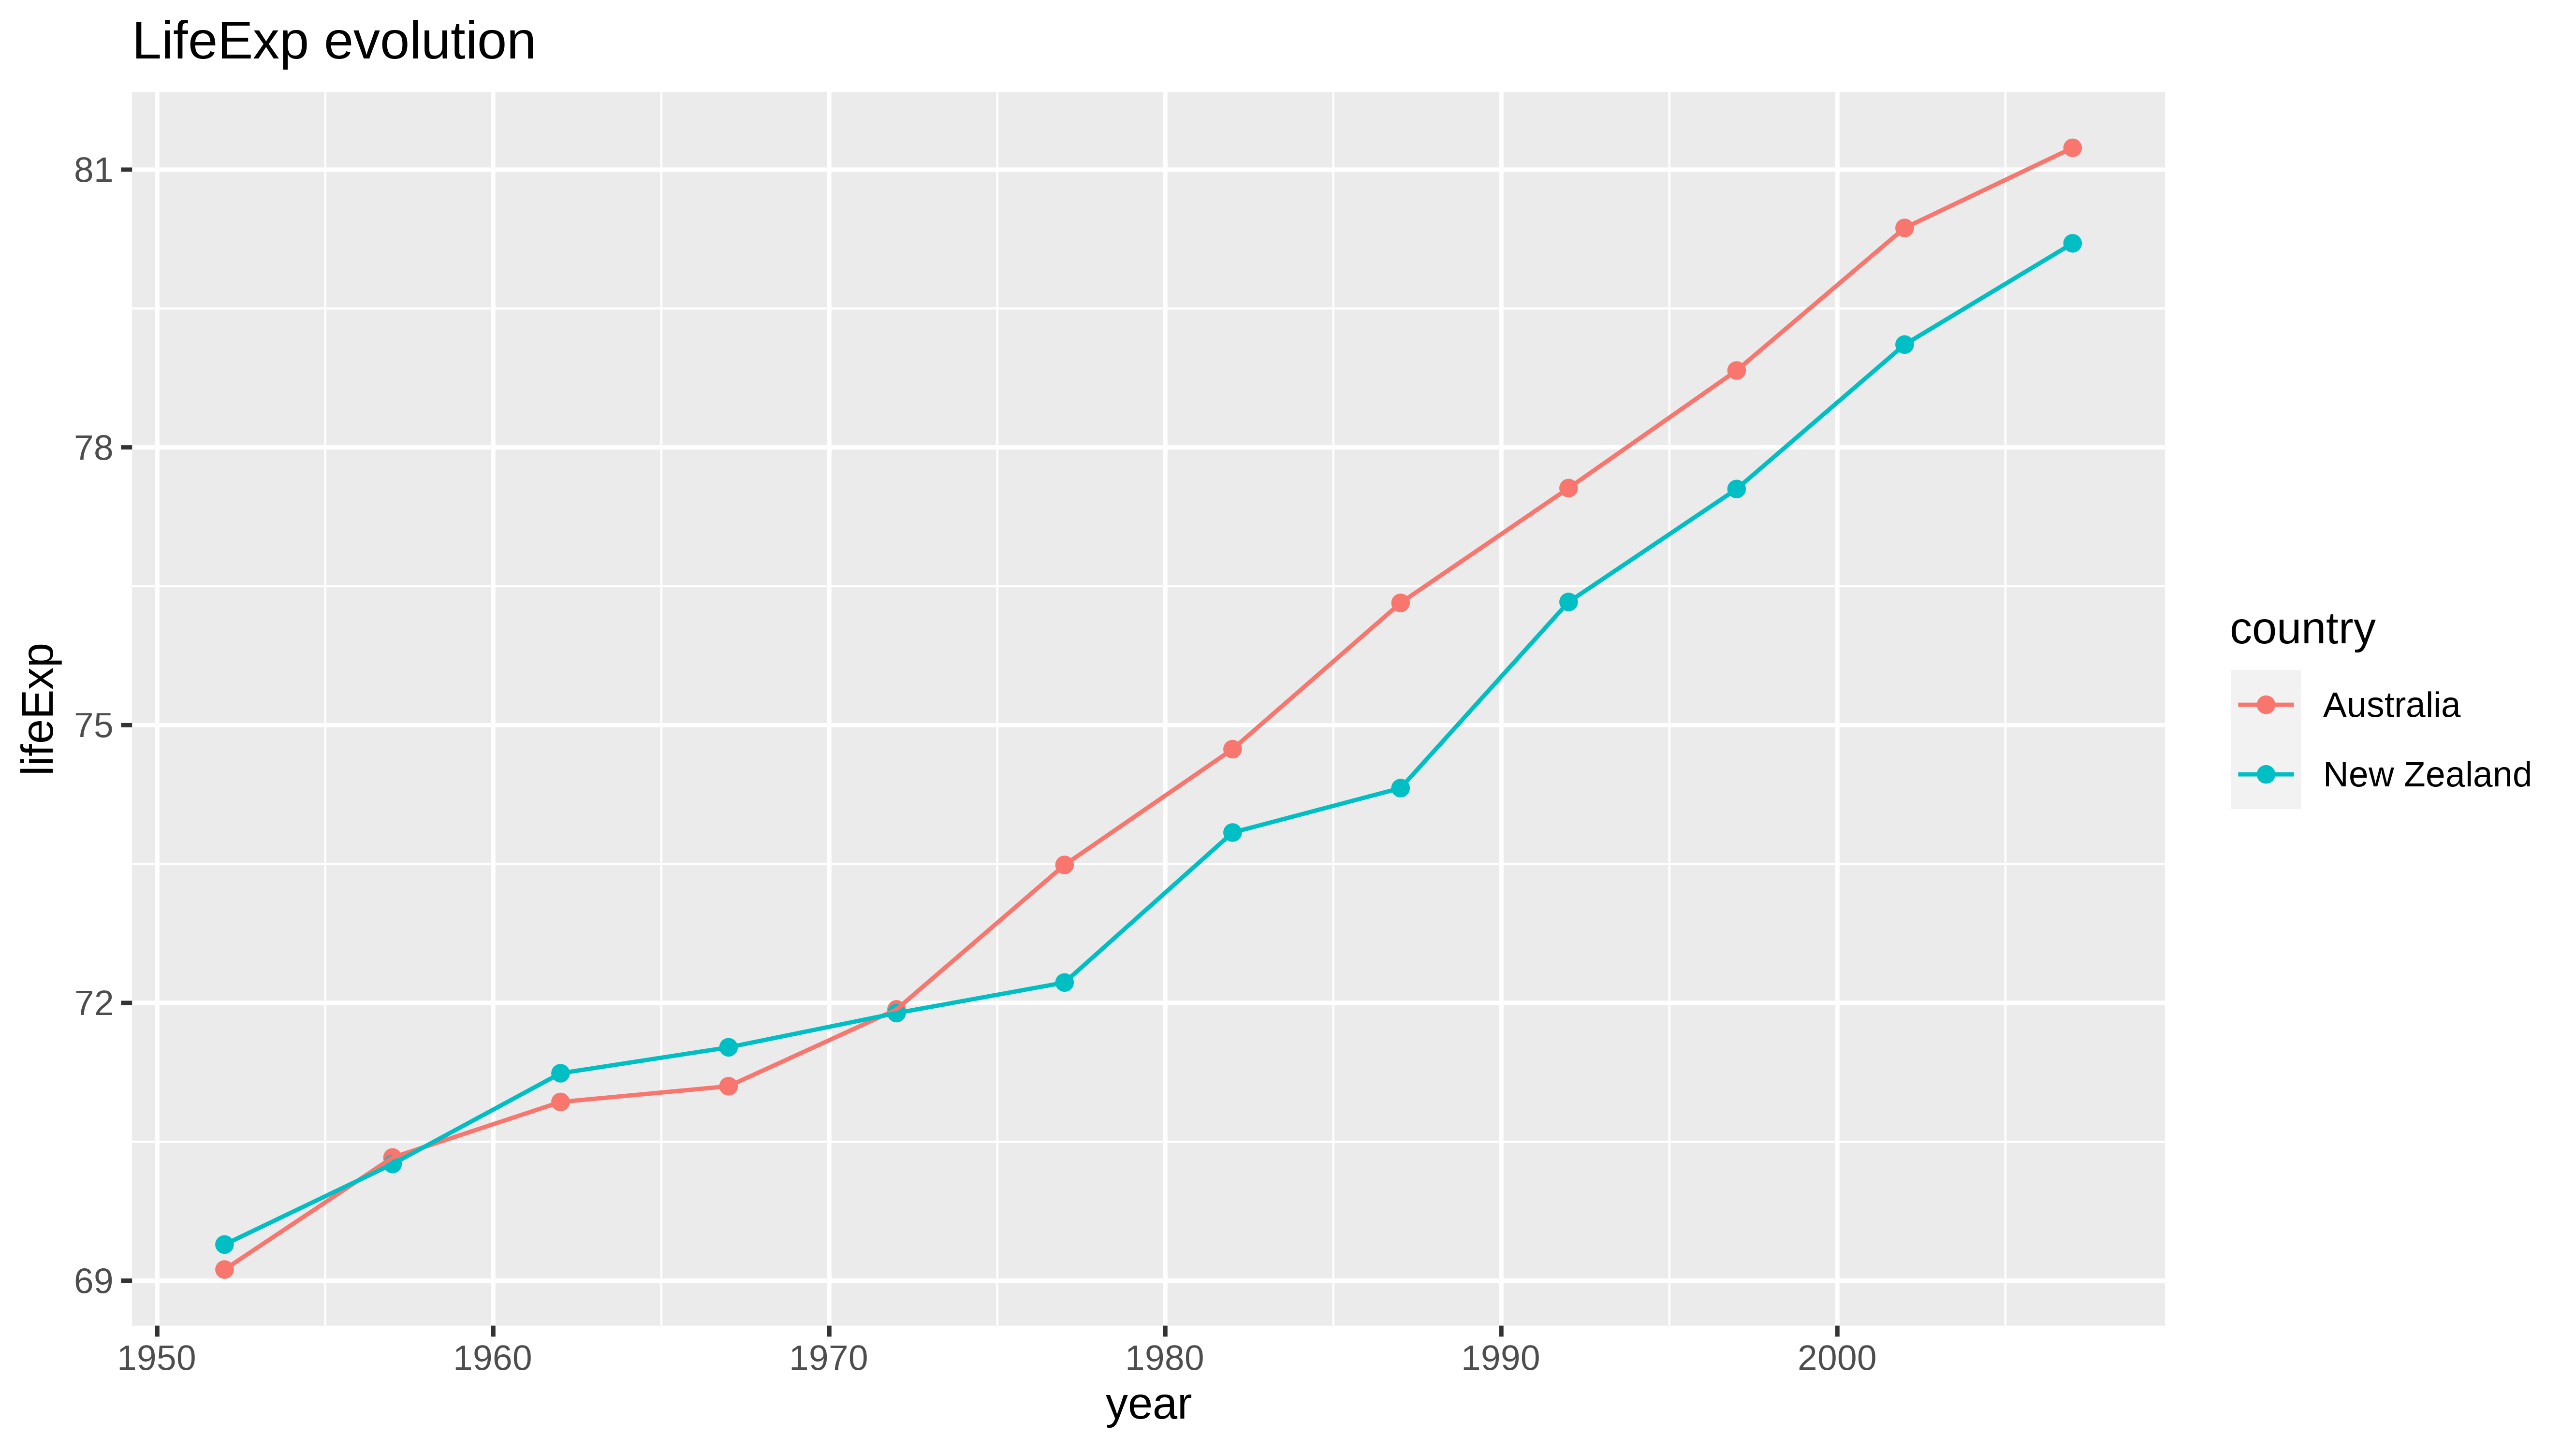 LifeExp evolution
81
78
75
72
69
lifeExp
1950 1960 1970 1980 1990 2000
year
country
Australia
New Zealand